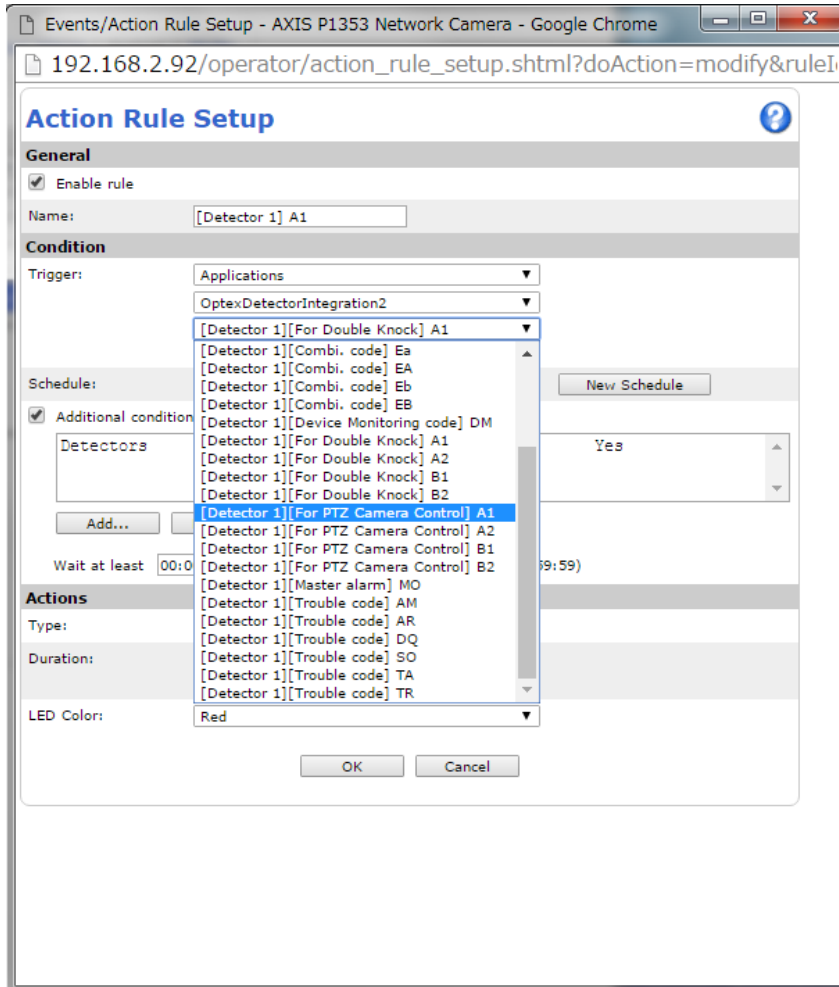 Events/Action Rule Setup - AXIS P1353 Network Camera - Google Chrome
192.168.2.92/operator/action_rule_setup.shtml?doAction=modify&ruleI
Action Rule Setup
General
Enable rule
Name: [Detector 1] A1
Condition
Trigger: Applications
OptexDetectorIntegration2
[Detector 1][For Double Knock] A1
[Detector 1][Combi. code] Ea
[Detector 1][Combi. code] EA
Schedule: [Detector 1][Combi. code] Eb New Schedule
[Detector 1][Combi. code] EB
Additional condition [Detector 1][Device Monitoring code] DM
Detectors [Detector 1][For Double Knock] A1 Yes
[Detector 1][For Double Knock] A2
[Detector 1][For Double Knock] B1
[Detector 1][For Double Knock] B2
Add... [Detector 1][For PTZ Camera Control] A1
[Detector 1][For PTZ Camera Control] A2
[Detector 1][For PTZ Camera Control] B1
Wait at least 00:0 [Detector 1][For PTZ Camera Control] B2 59:59)
[Detector 1][Master alarm] MO
Actions [Detector 1][Trouble code] AM
Type: [Detector 1][Trouble code] AR
[Detector 1][Trouble code] DQ
Duration: [Detector 1][Trouble code] SO
[Detector 1][Trouble code] TA
[Detector 1][Trouble code] TR
LED Color: Red
OK Cancel